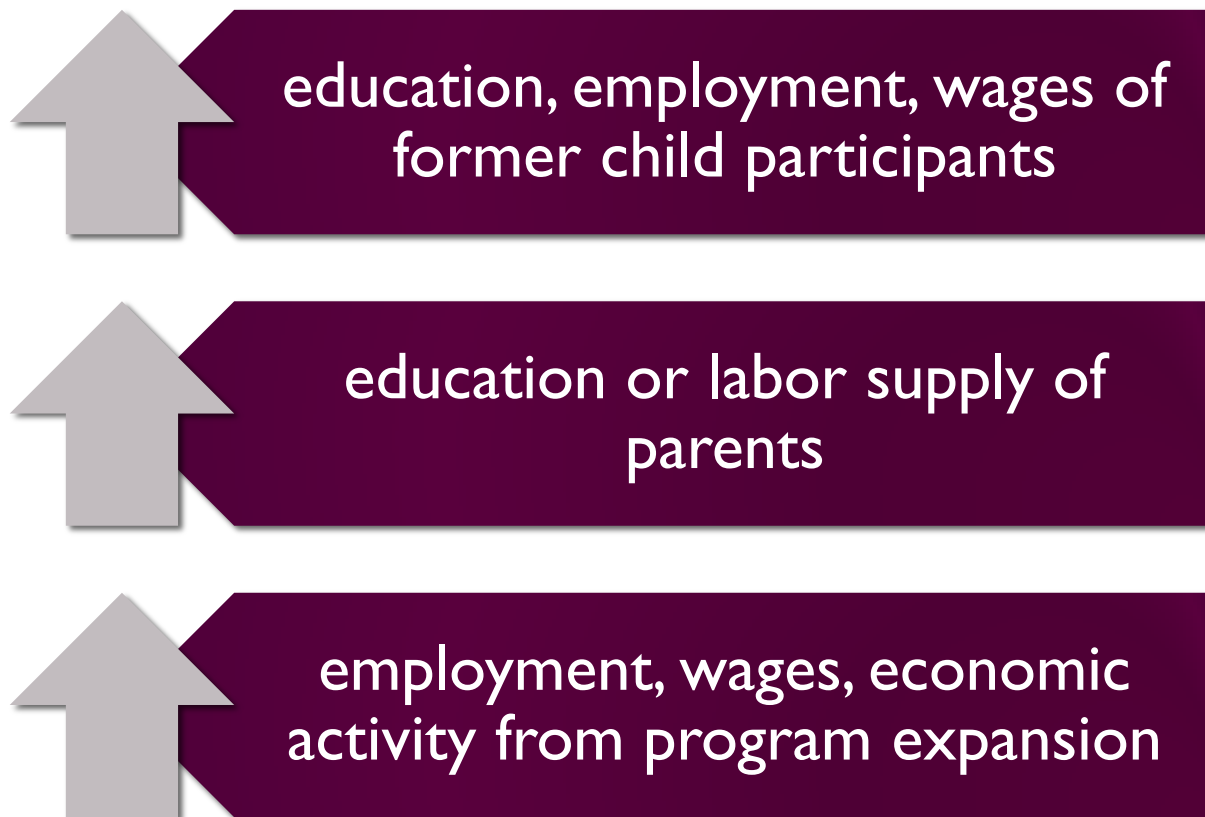 education, employment, wages of
former child participants
education or labor supply of
parents
employment, wages, economic
activity from program expansion